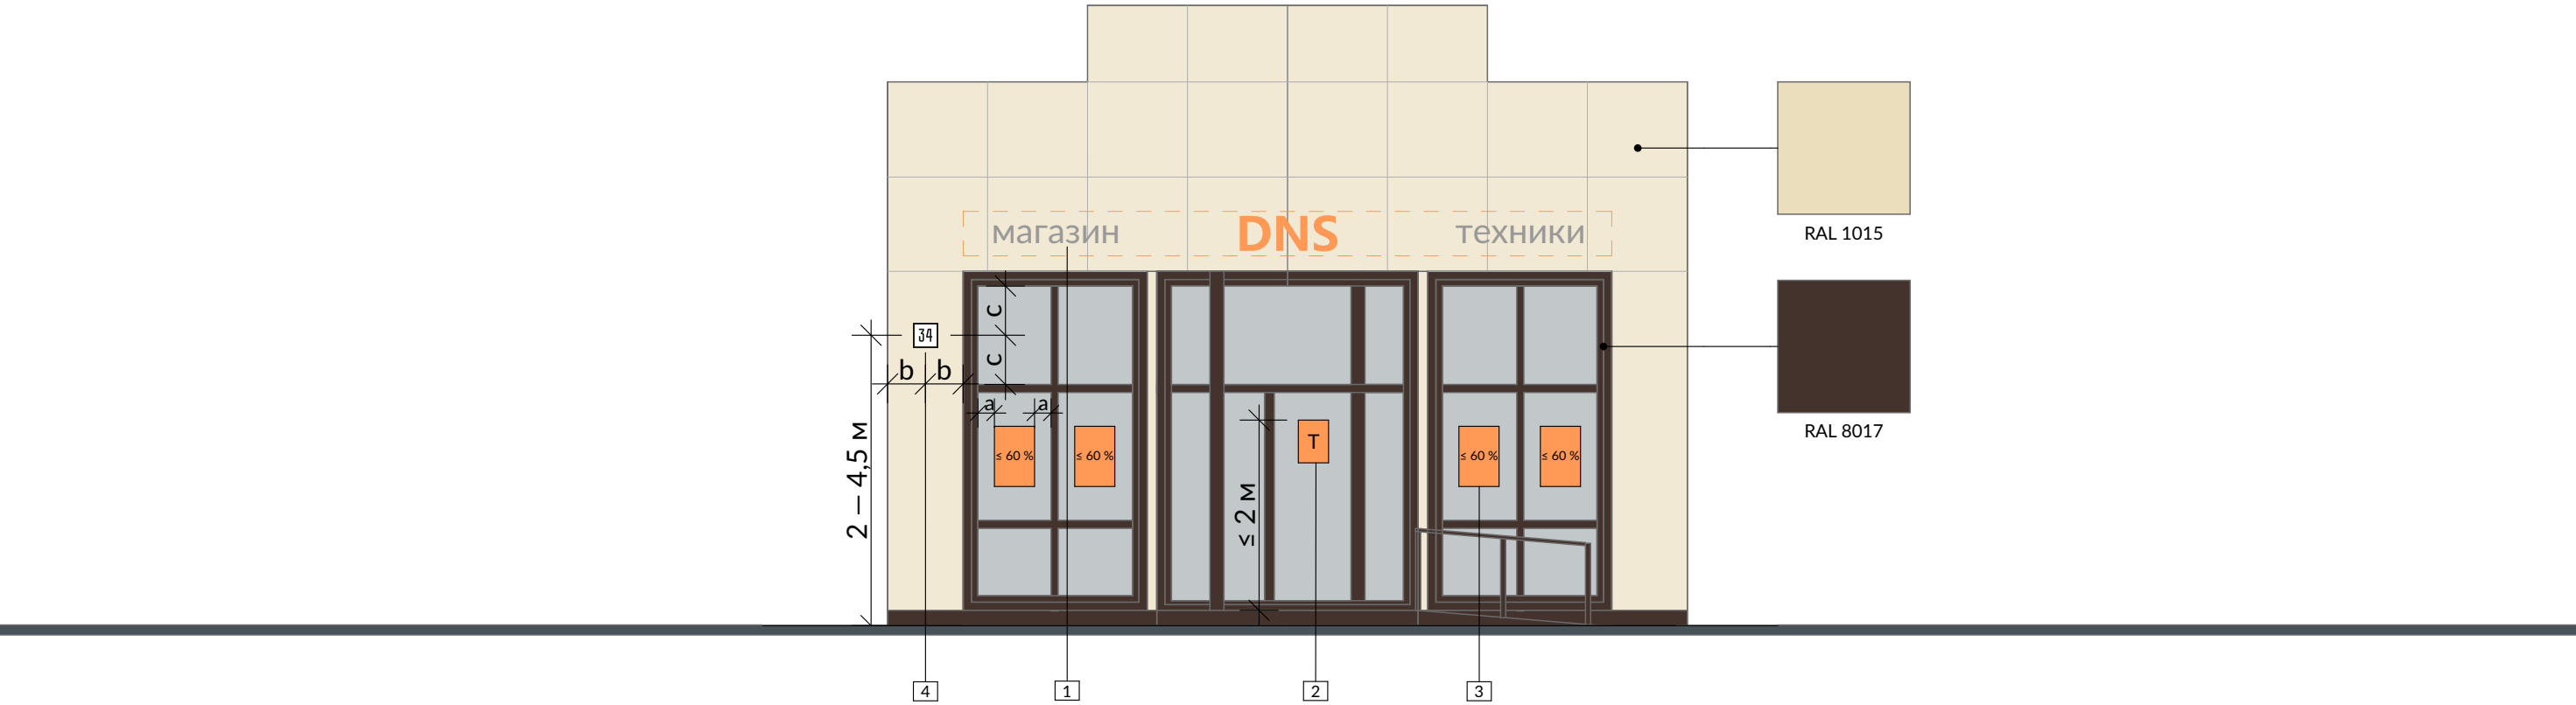 магазин DNS техники
RAL 1015
34
c
c
b b
a a
RAL 8017
2 – 4,5 м
≤ 60 % ≤ 60 % T ≤ 60 % ≤ 60 %
≤ 2 м
4 1 2 3